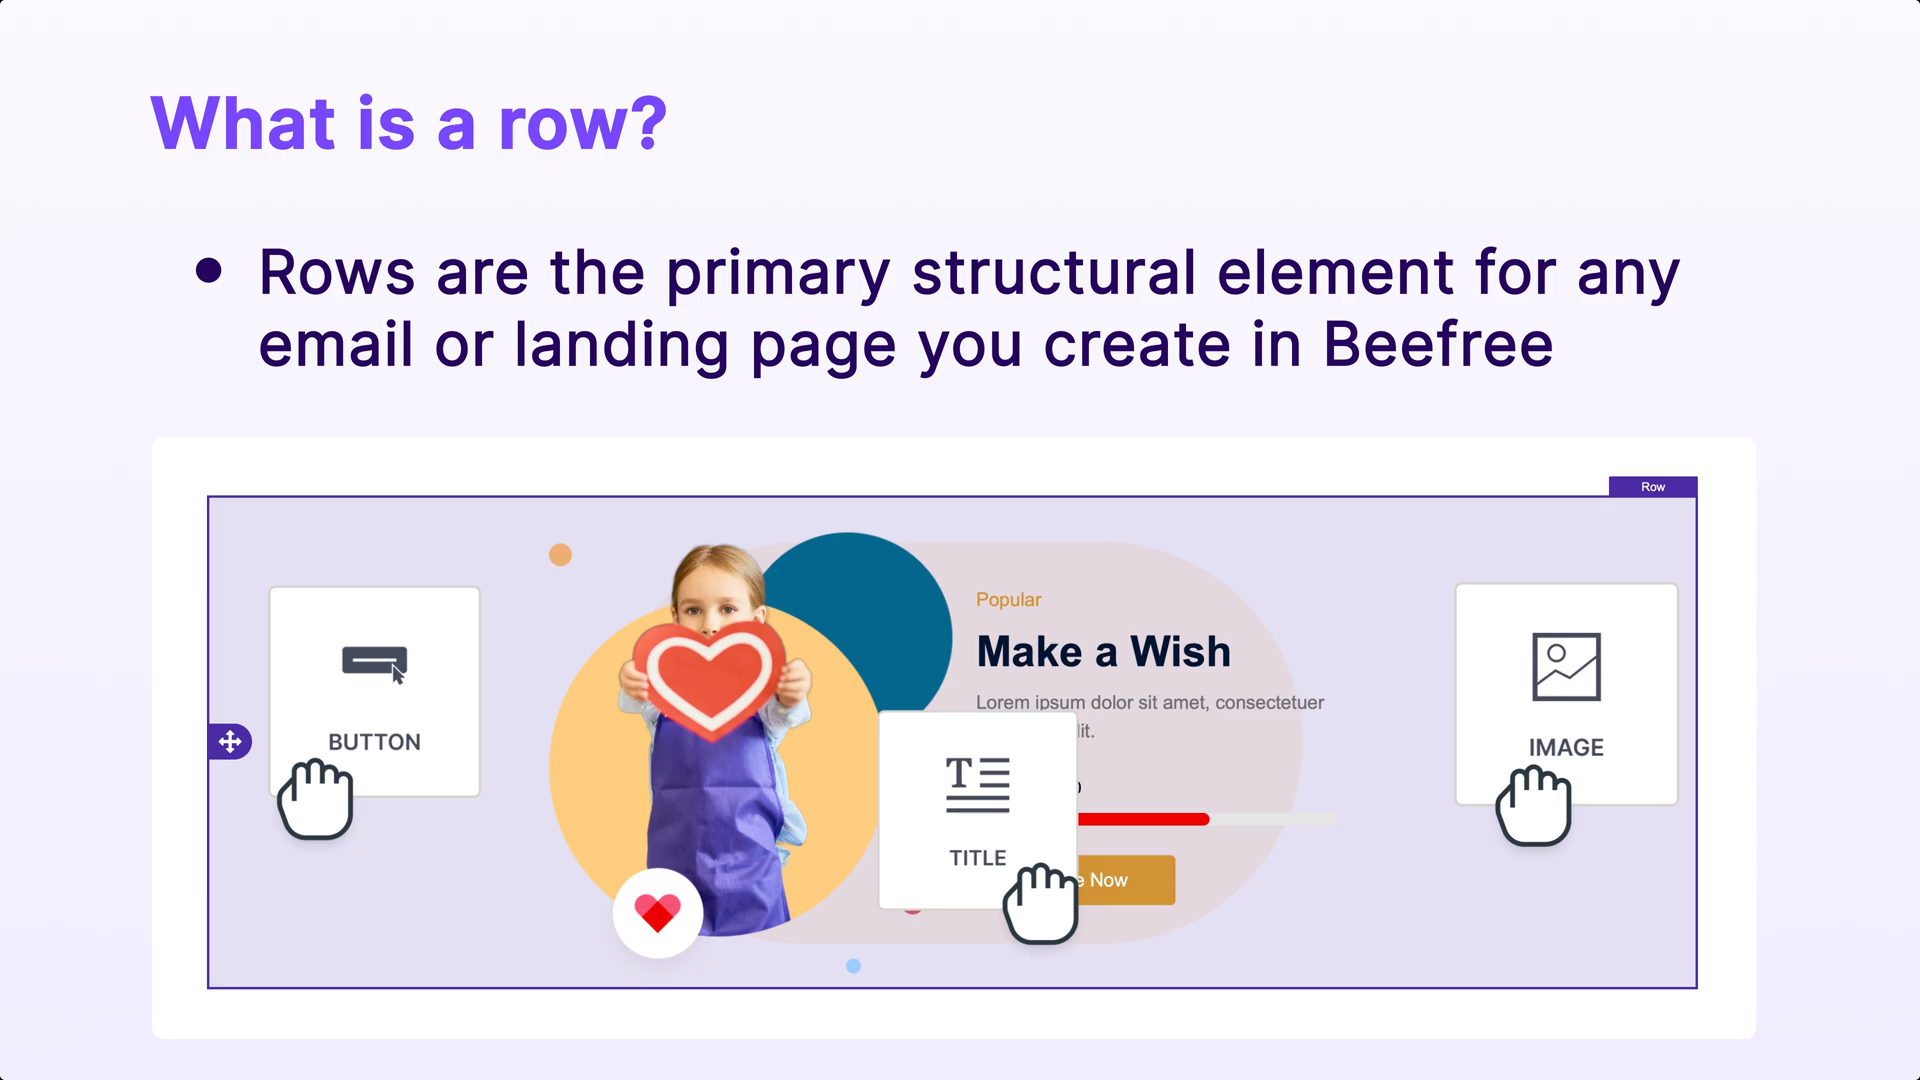 What is a row?
• Rows are the primary structural element for any
email or landing page you create in Beefree
Row
Popular
Make a Wish
Lorem ipsum dolor sit amet, consectetuer
BUTTON
IMAGE
TITLE
Now